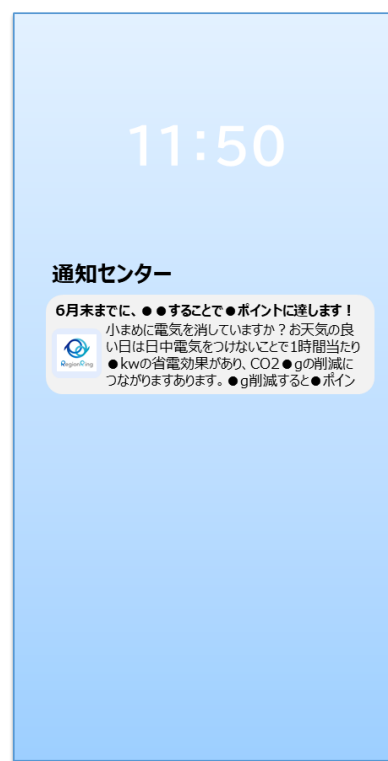 11:50
通知センター
6月末までに、●●することで●ポイントに達します!
小まめに電気を消していますか?お天気の良
い日は日中電気をつけないことで1時間当たり
●kwの省電効果があり、CO2●gの削減に
つながりますあります。●g削減すると●ポイン
RegionRing